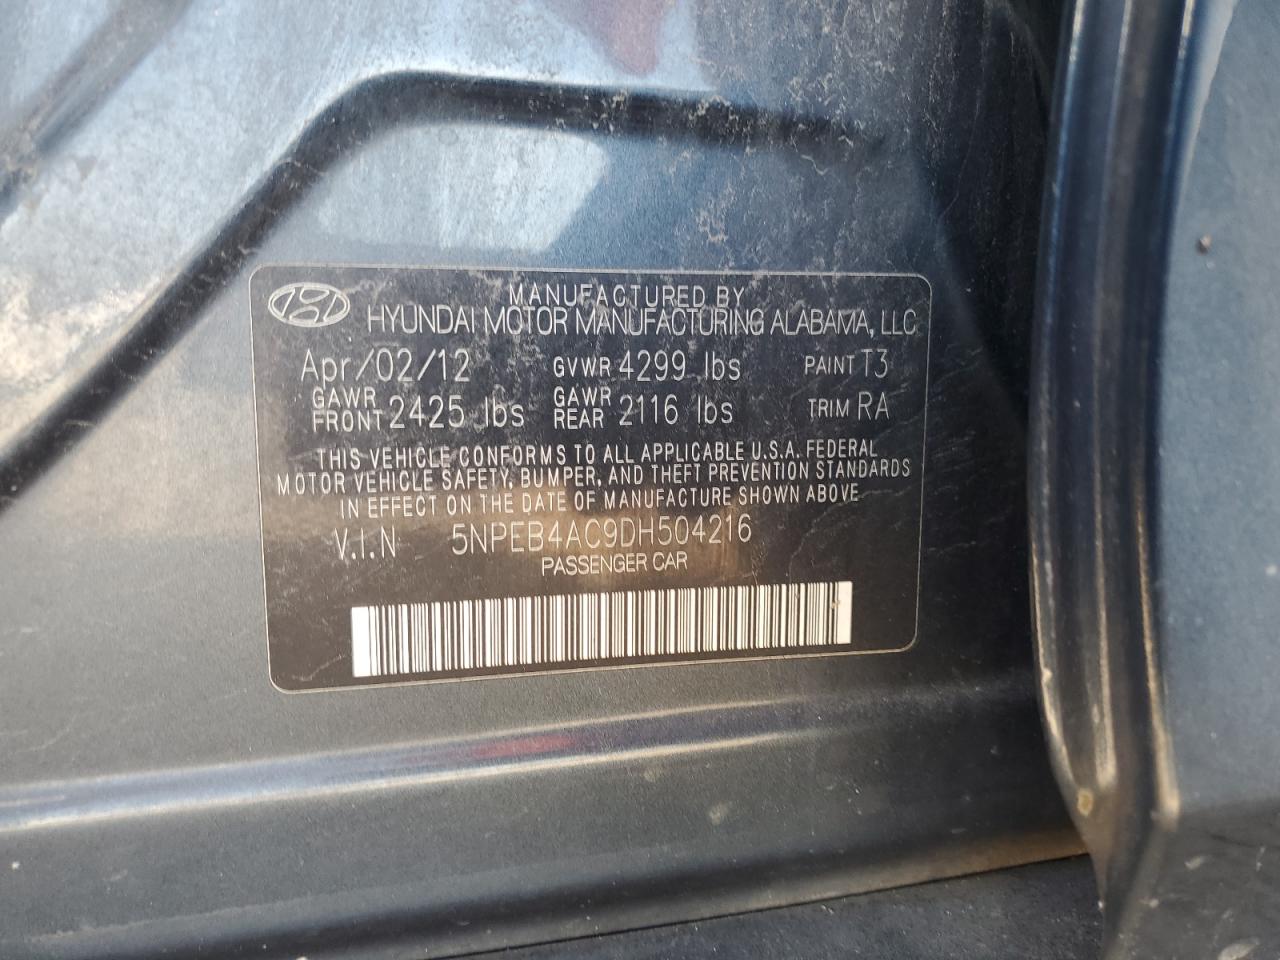 MANUFACTURED BY
HYUNDAI MOTOR MANUFACTURING ALABAMA, LLC
Apr/02/12 GVWR 4299 lbs PAINT T3
GAWR FRONT 2425 lbs GAWR REAR 2116 lbs TRIM RA
THIS VEHICLE CONFORMS TO ALL APPLICABLE U.S.A. FEDERAL
MOTOR VEHICLE SAFETY, BUMPER, AND THEFT PREVENTION STANDARDS
IN EFFECT ON THE DATE OF MANUFACTURE SHOWN ABOVE
V.I.N 5NPEB4AC9DH504216
PASSENGER CAR